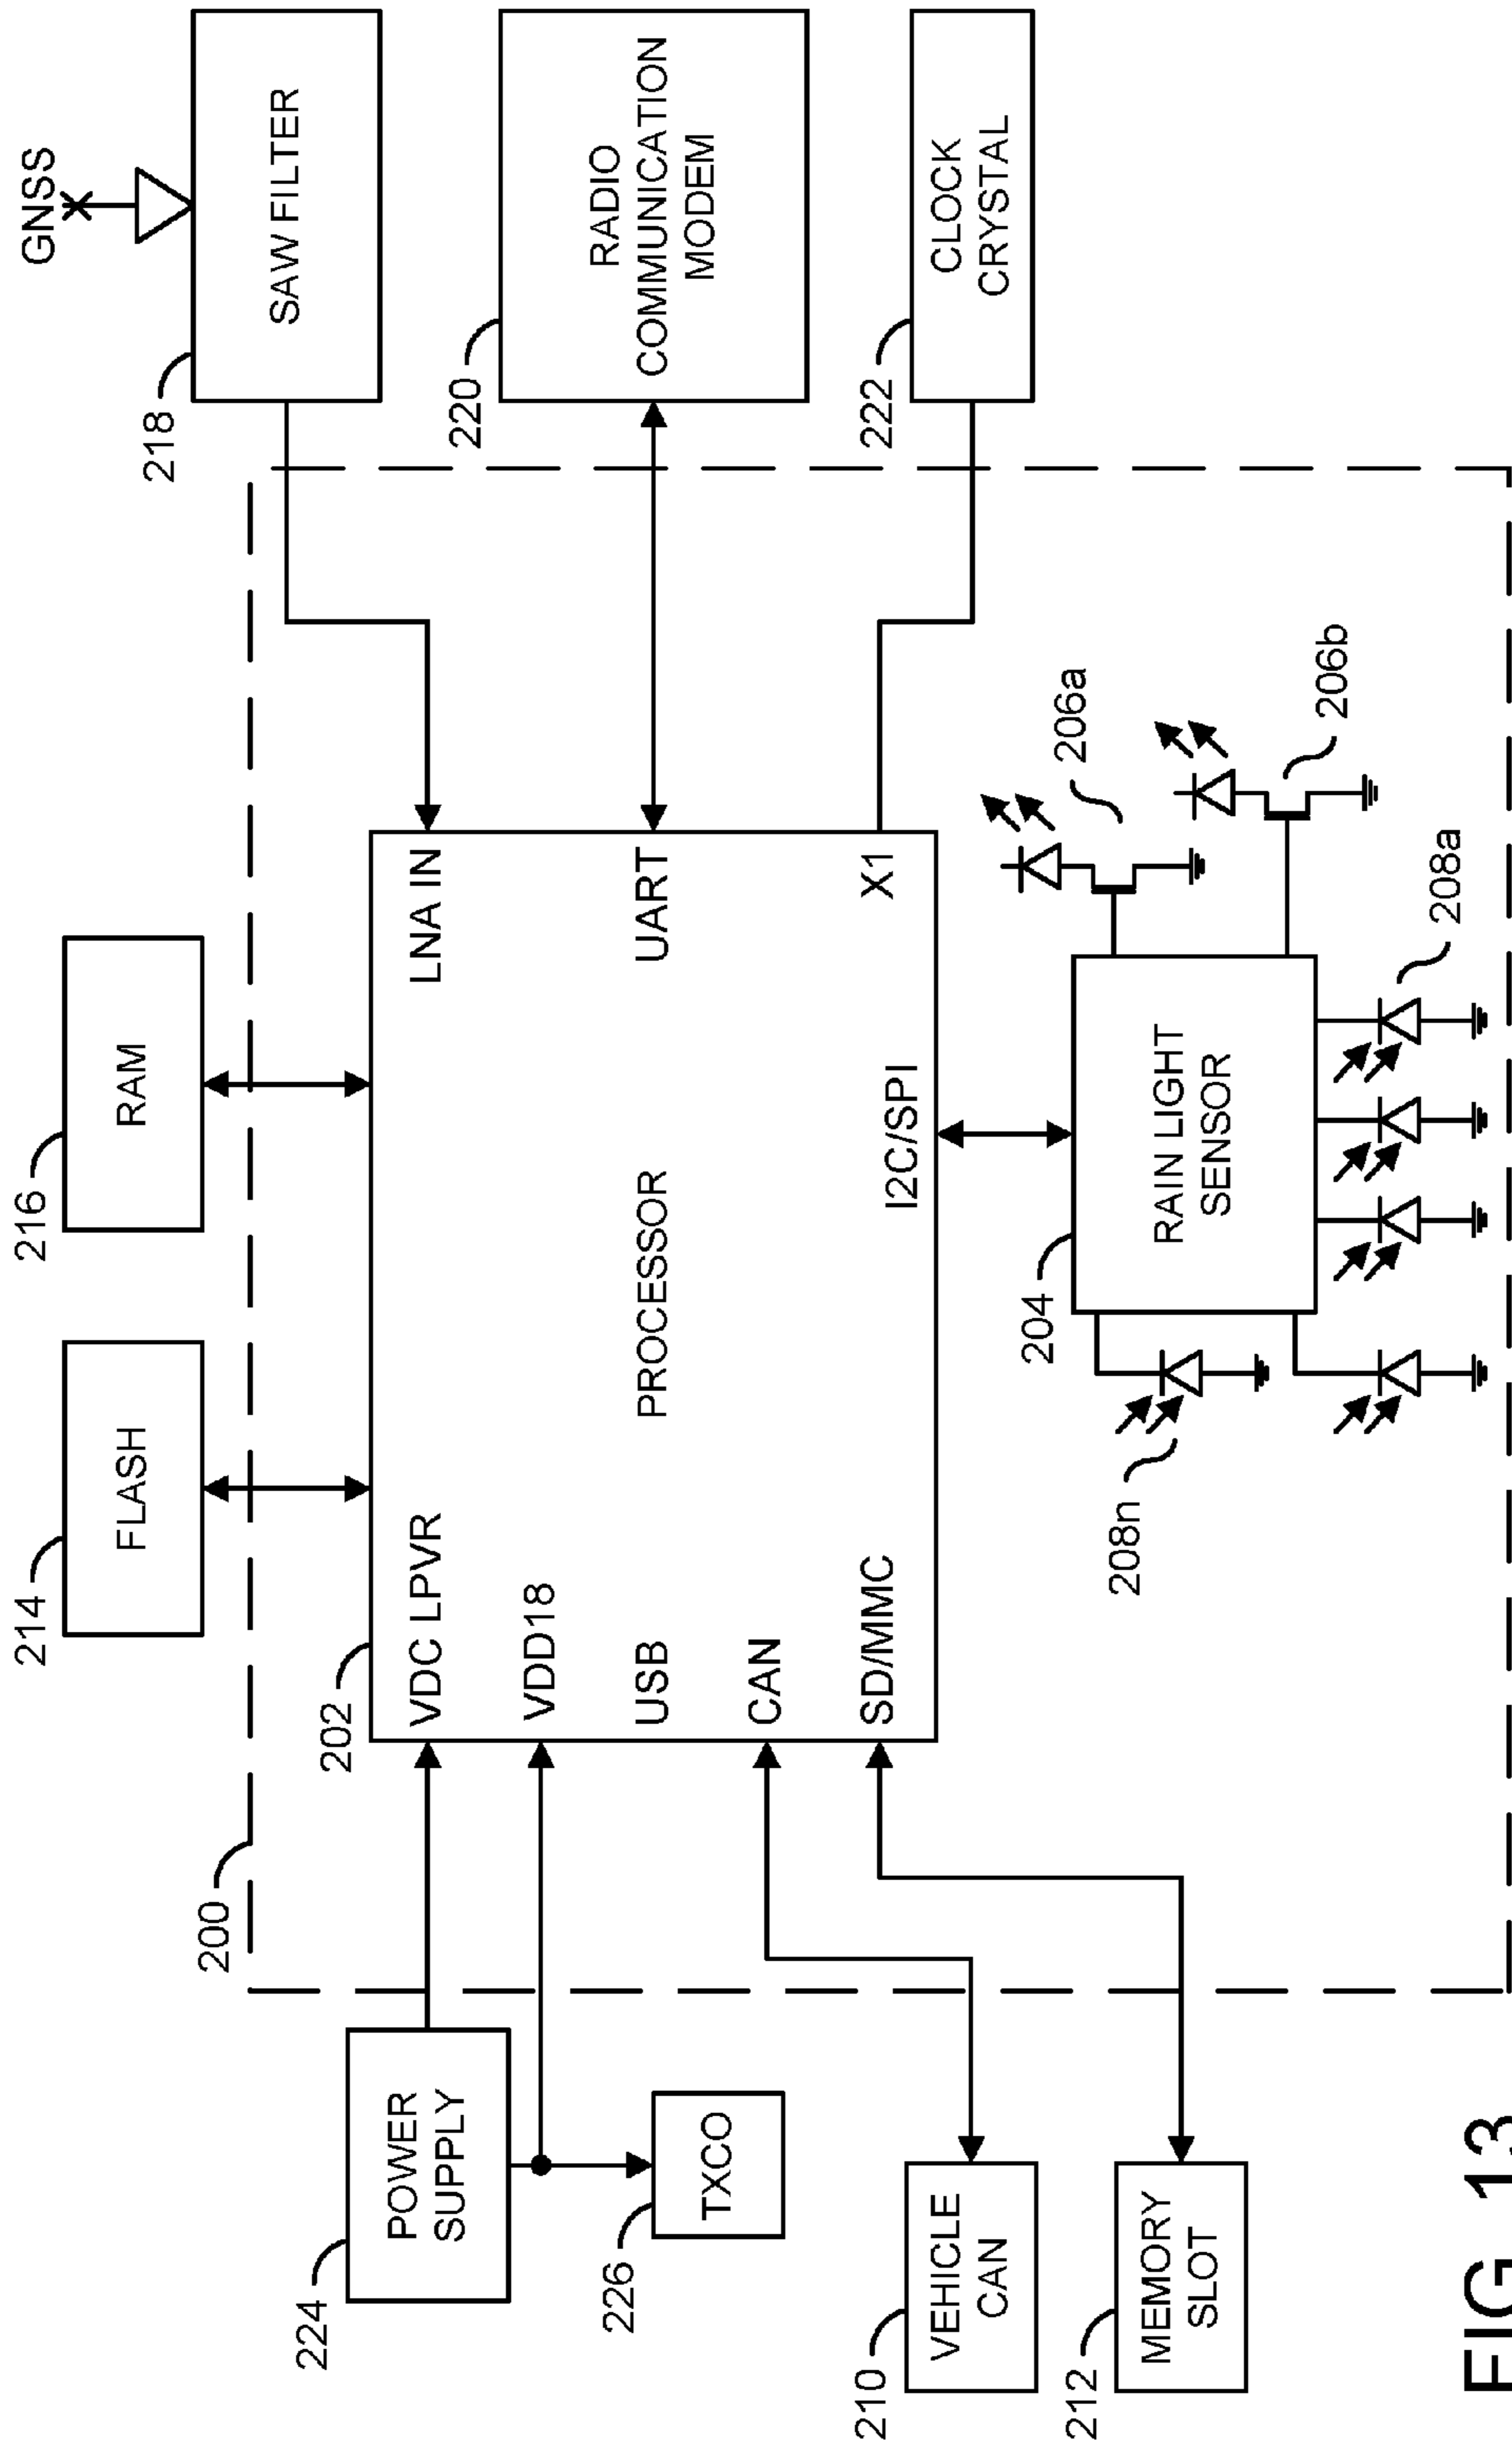 214
FLASH
216
RAM
GNSS
200
218
SAW FILTER
224
POWER
SUPPLY
202
VDC LPVR
LNA IN
VDD18
226
TXCO
USB
PROCESSOR
UART
220
RADIO
COMMUNICATION
MODEM
CAN
SD/MMC
I2C/SPI
X1
222
CLOCK
CRYSTAL
210
VEHICLE
CAN
212
MEMORY
SLOT
204
RAIN LIGHT
SENSOR
206a
206b
208n
208a
FIG. 13